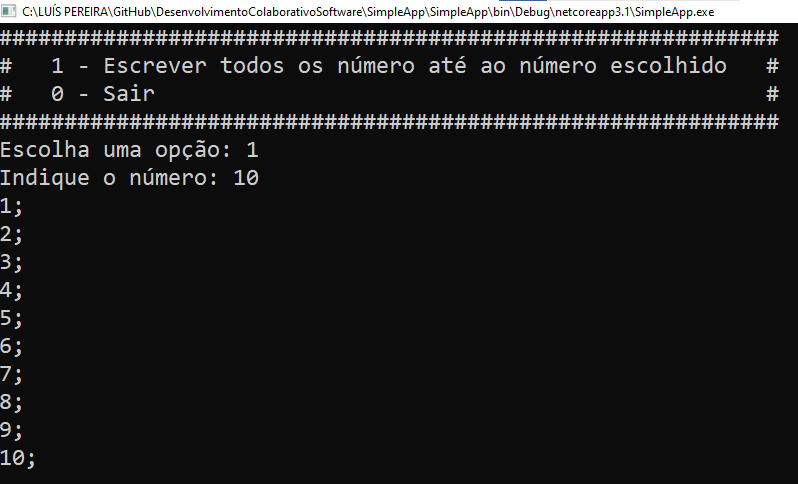 C:\LUÍS PEREIRA\GitHub\DesenvolvimentoColaborativoSoftware\SimpleApp\SimpleApp\bin\Debug\netcoreapp3.1\SimpleApp.exe
############################################################
#   1 - Escrever todos os número até ao número escolhido   #
#   0 - Sair                                               #
############################################################
Escolha uma opção: 1
Indique o número: 10
1;
2;
3;
4;
5;
6;
7;
8;
9;
10;